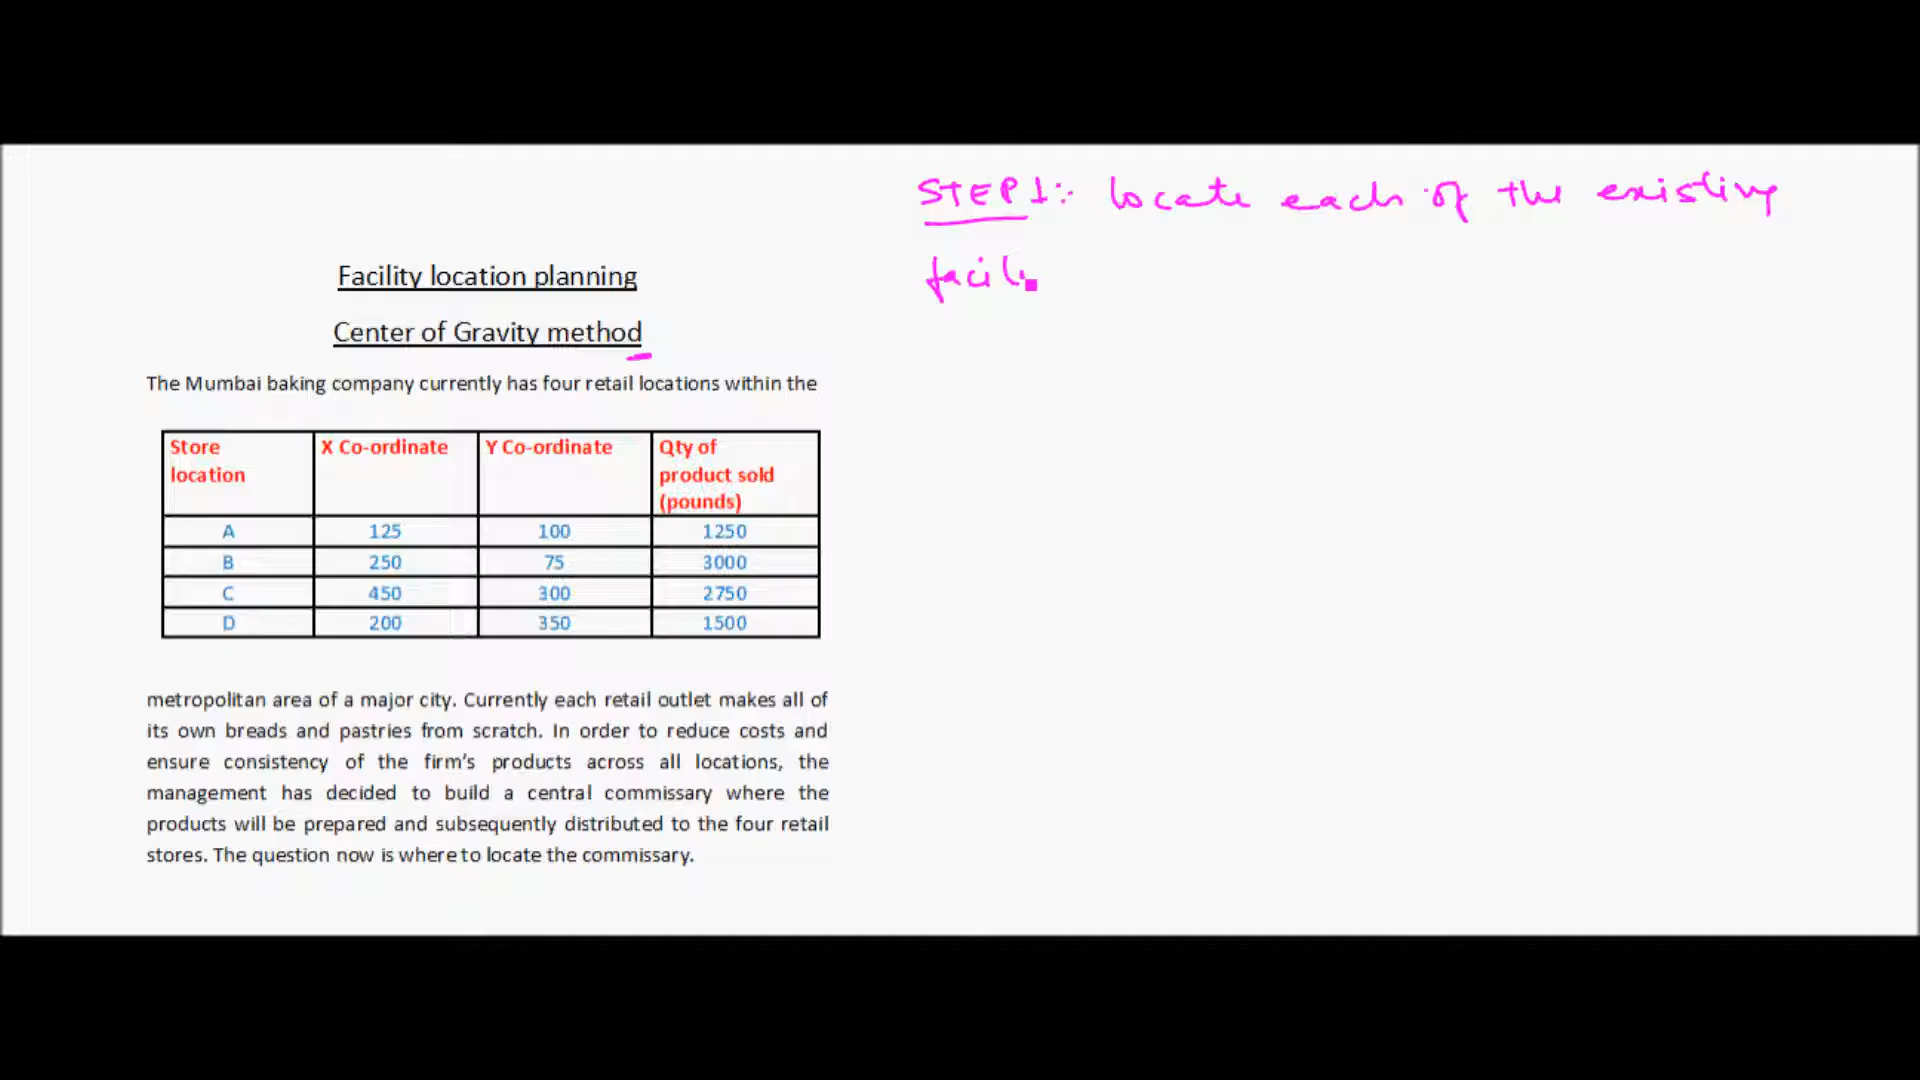 STEP1:- Locate each of the existing
facili
Facility location planning
Center of Gravity method
The Mumbai baking company currently has four retail locations within the
Store location X Co-ordinate Y Co-ordinate Qty of product sold (pounds)
A 125 100 1250
B 250 75 3000
C 450 300 2750
D 200 350 1500
metropolitan area of a major city. Currently each retail outlet makes all of
its own breads and pastries from scratch. In order to reduce costs and
ensure consistency of the firm's products across all locations, the
management has decided to build a central commissary where the
products will be prepared and subsequently distributed to the four retail
stores. The question now is where to locate the commissary.